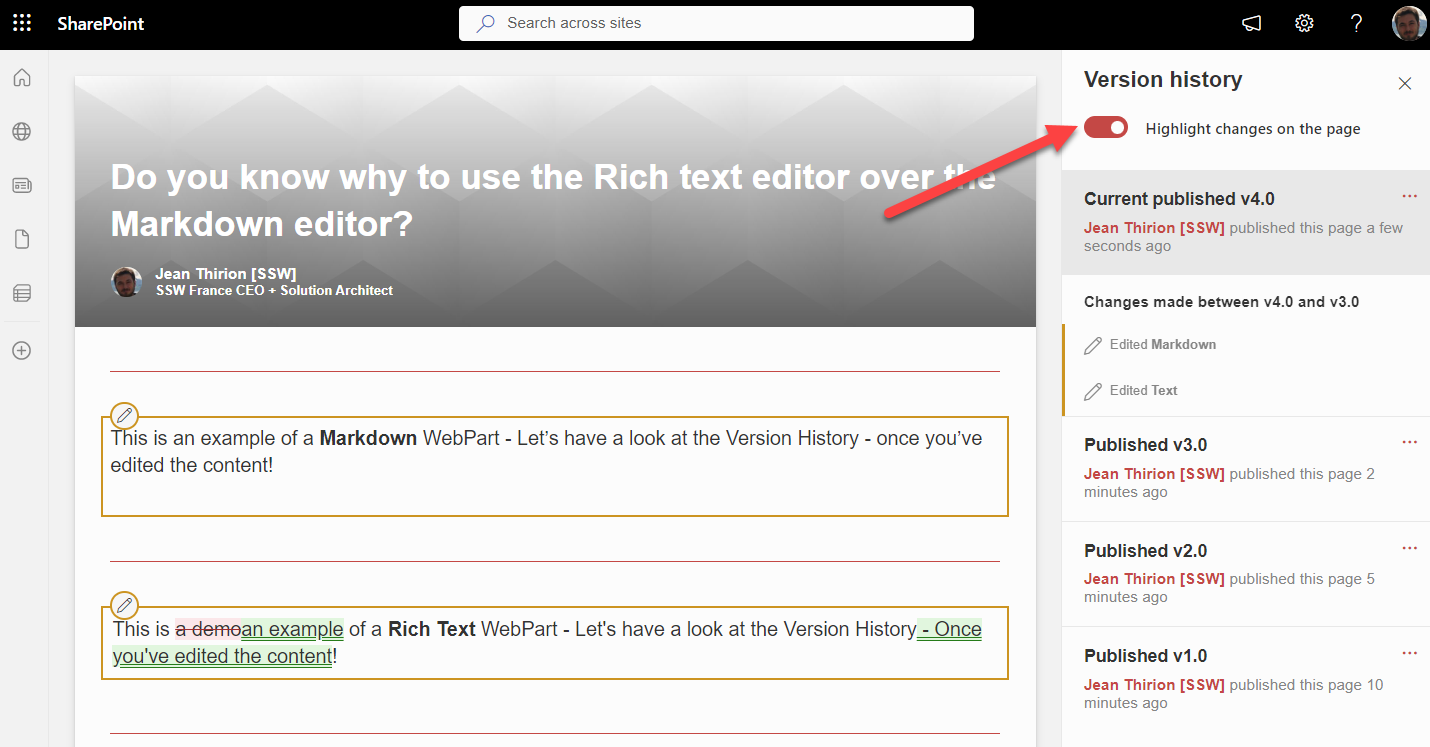 SharePoint
Search across sites
Do you know why to use the Rich text editor over the
Markdown editor?
Jean Thirion [SSW]
SSW France CEO + Solution Architect
This is an example of a Markdown WebPart - Let’s have a look at the Version History - once you’ve
edited the content!
This is a demoan example of a Rich Text WebPart - Let's have a look at the Version History - Once
you've edited the content!
Version history
Highlight changes on the page
Current published v4.0
Jean Thirion [SSW] published this page a few
seconds ago
Changes made between v4.0 and v3.0
Edited Markdown
Edited Text
Published v3.0
Jean Thirion [SSW] published this page 2
minutes ago
Published v2.0
Jean Thirion [SSW] published this page 5
minutes ago
Published v1.0
Jean Thirion [SSW] published this page 10
minutes ago